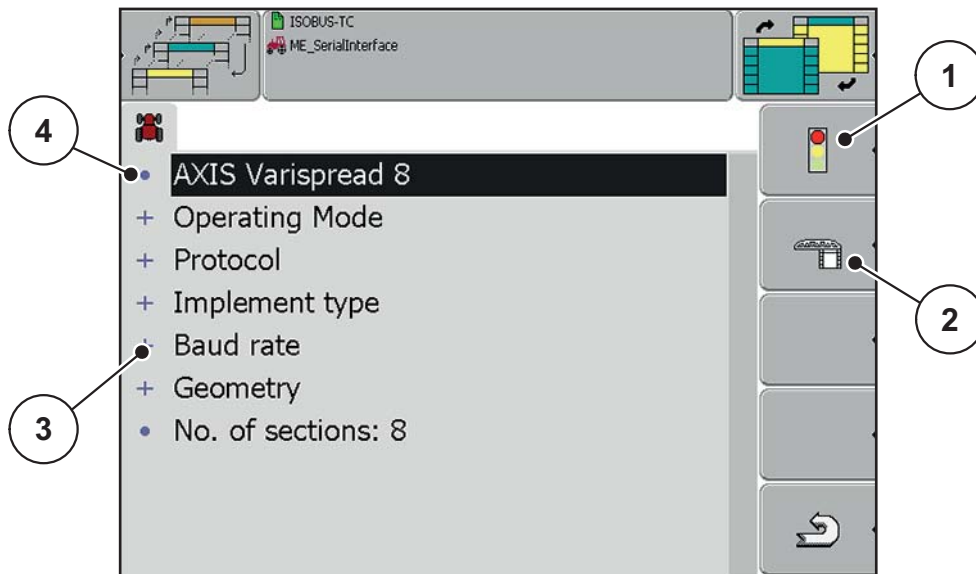 ISOBUS-TC
ME_SerialInterface
1
4
AXIS Varispread 8
Operating Mode
Protocol
2
Implement type
Baud rate
3
Geometry
No. of sections: 8